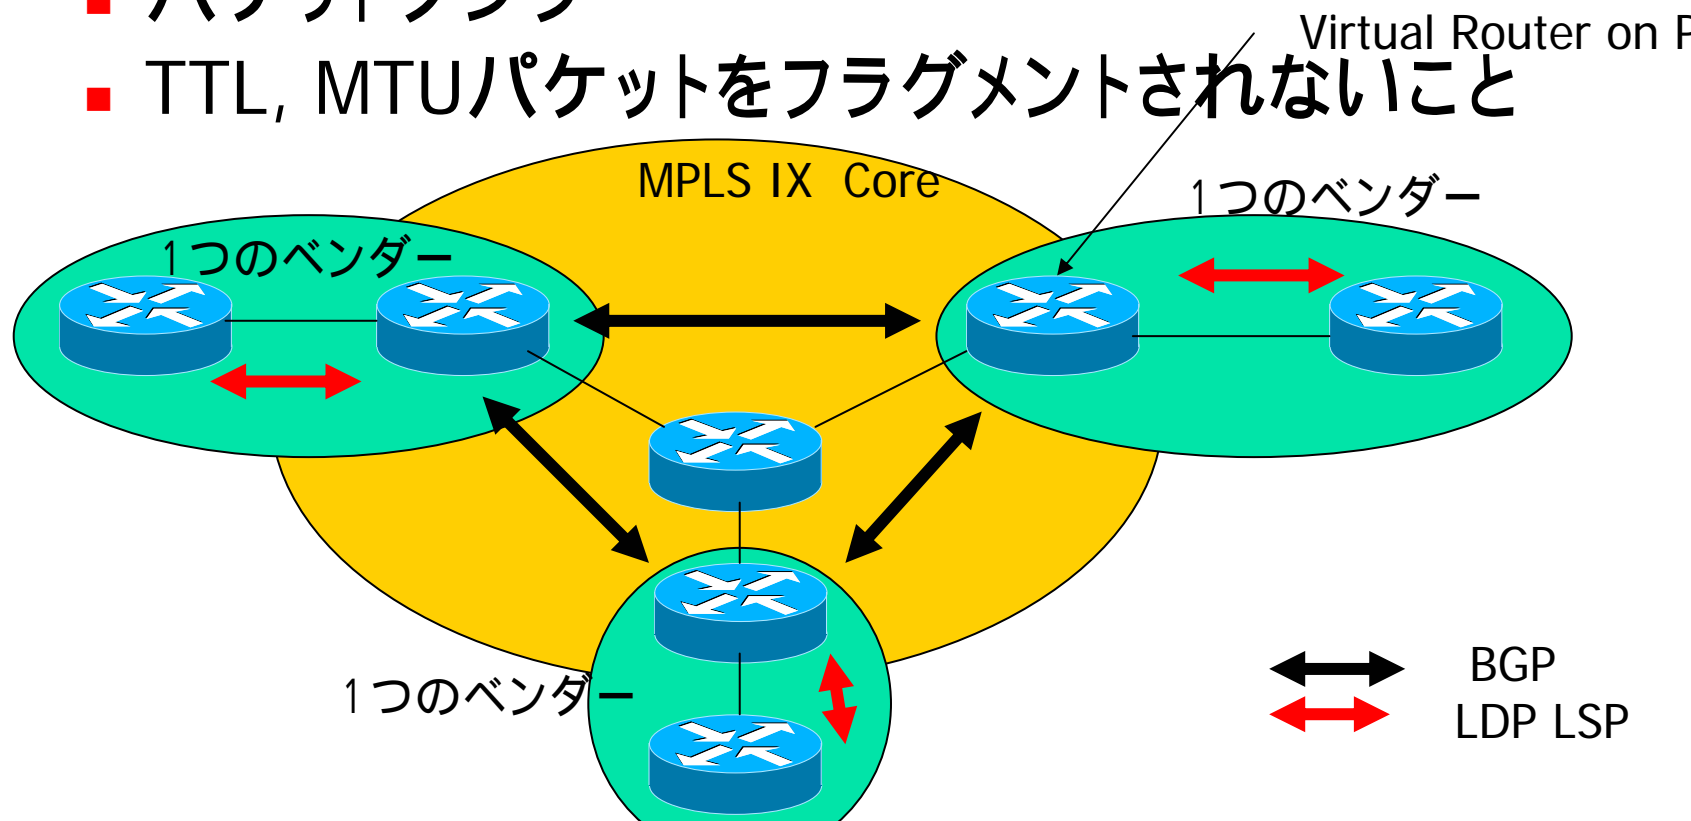 Virtual Router on
TTL, MTUパケットをフラグメントされないこと
MPLS IX Core
1つのベンダー
1つのベンダー
1つのベンダー
BGP
LDP LSP